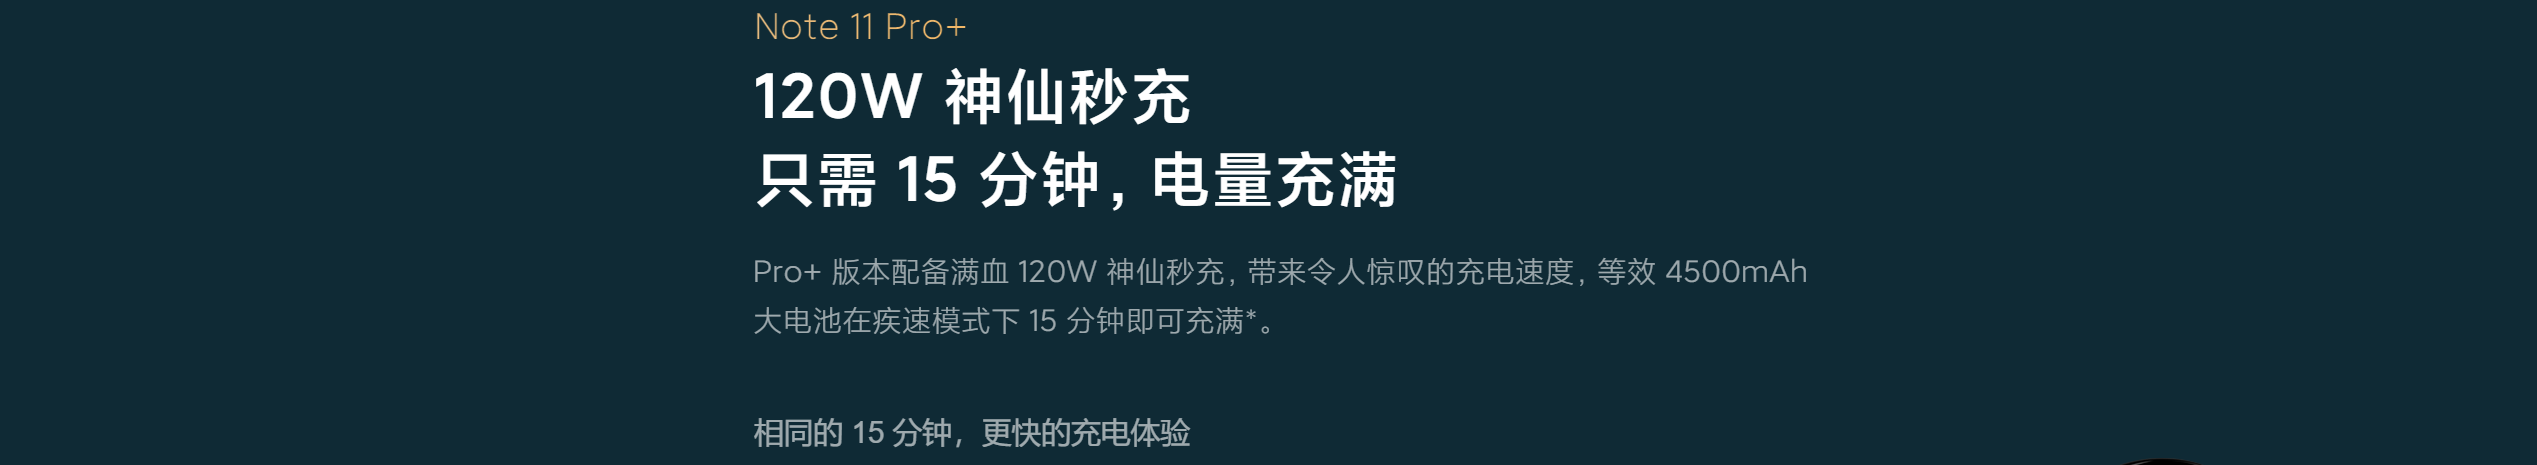 Note 11 Pro+
120W 神仙秒充
只需 15 分钟，电量充满
Pro+ 版本配备满血 120W 神仙秒充，带来令人惊叹的充电速度，等效 4500mAh
大电池在疾速模式下 15 分钟即可充满*。
相同的 15 分钟，更快的充电体验